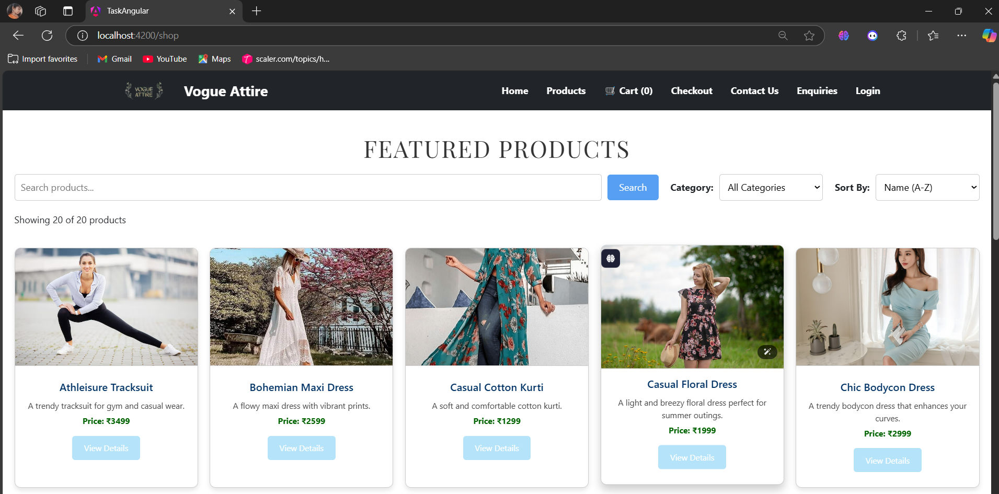 TaskAngular
localhost:4200/shop
Import favorites
Gmail
YouTube
Maps
scaler.com/topics/h...
VOGUE
ATTIRE
Vogue Attire
Home
Products
Cart (0)
Checkout
Contact Us
Enquiries
Login
FEATURED PRODUCTS
Search products...
Search
Category:
All Categories
Sort By:
Name (A-Z)
Showing 20 of 20 products
Athleisure Tracksuit
A trendy tracksuit for gym and casual wear.
Price: ₹3499
View Details
Bohemian Maxi Dress
A flowy maxi dress with vibrant prints.
Price: ₹2599
View Details
Casual Cotton Kurti
A soft and comfortable cotton kurti.
Price: ₹1299
View Details
Casual Floral Dress
A light and breezy floral dress perfect for
summer outings.
Price: ₹1999
View Details
Chic Bodycon Dress
A trendy bodycon dress that enhances your
curves.
Price: ₹2999
View Details